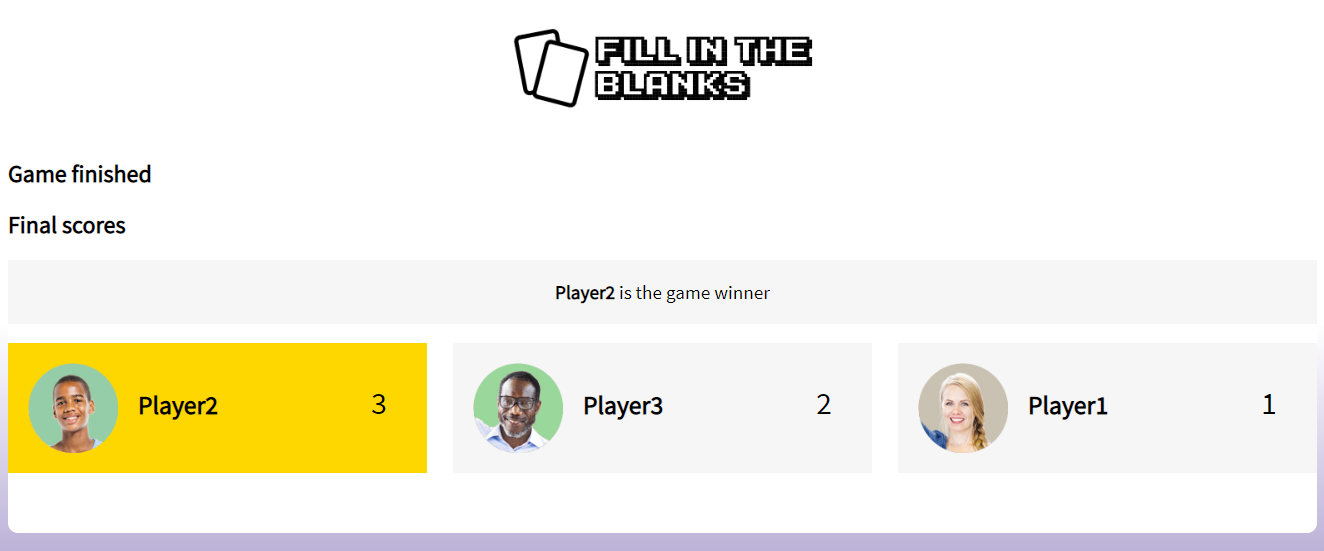 FILL IN THE
BLANKS
Game finished
Final scores
Player2 is the game winner
Player2 3
Player3 2
Player1 1